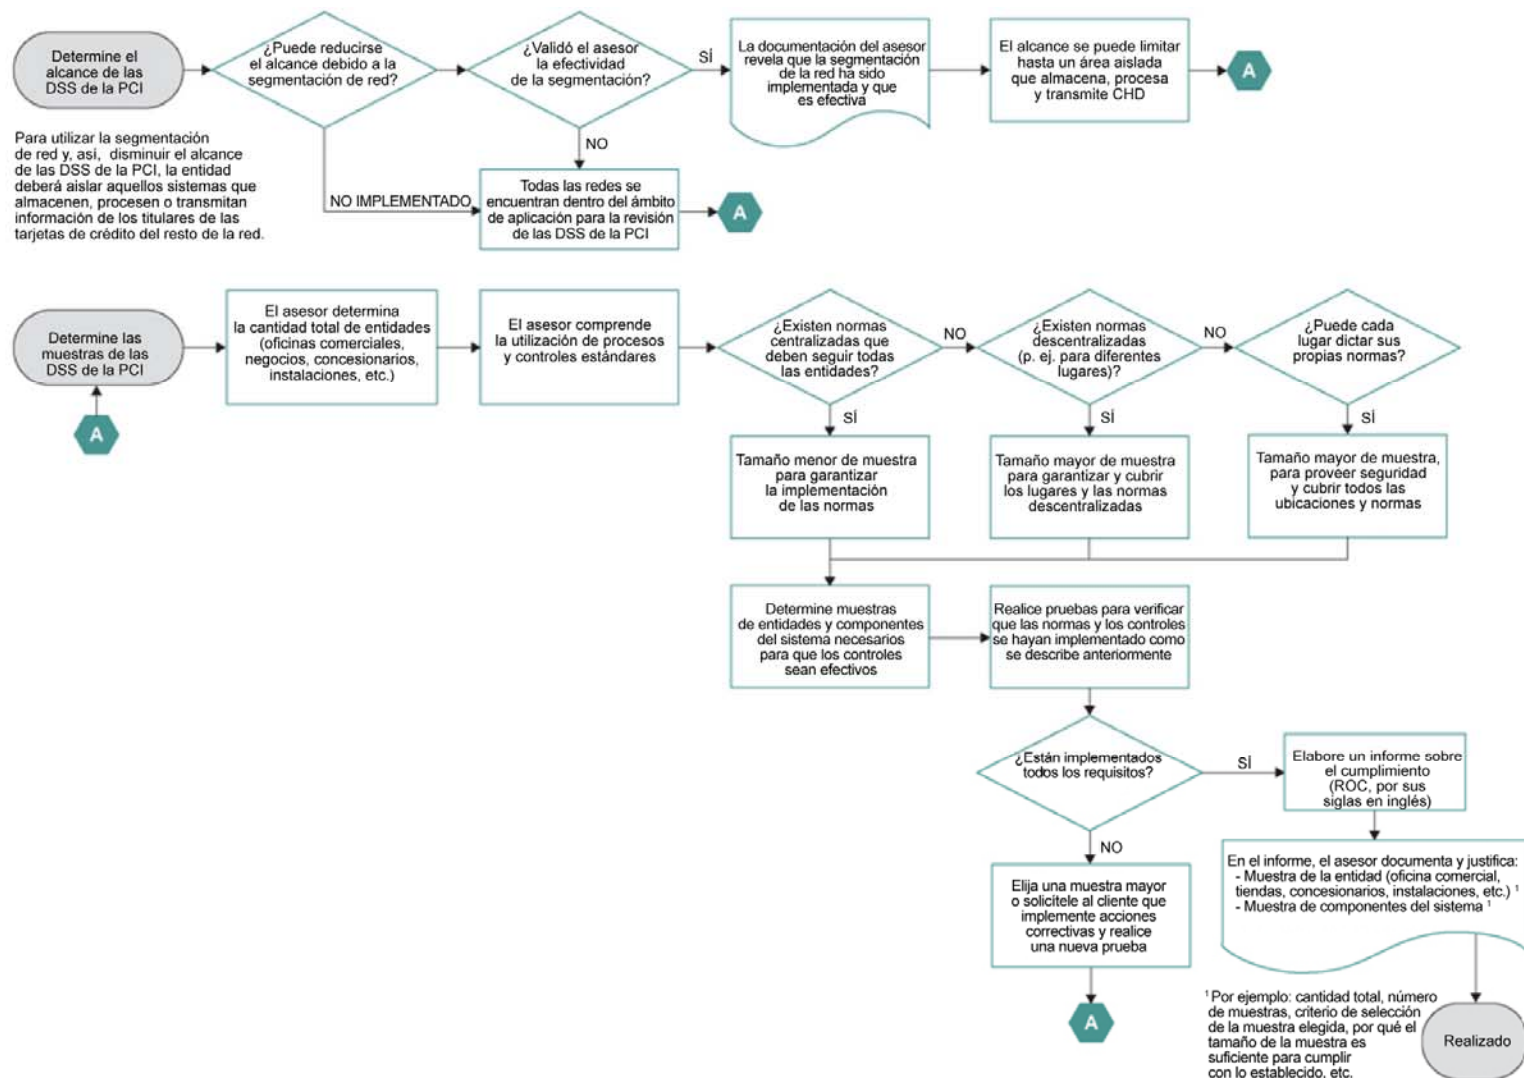 Determine el
alcance de las
DSS de la PCI
¿Puede reducirse
el alcance debido a la
segmentación de red?
¿Validó el asesor
la efectividad
de la segmentación?
SÍ
La documentación del asesor
revela que la segmentación
de la red ha sido
implementada y que
es efectiva
El alcance se puede limitar
hasta un área aislada
que almacena, procesa
y transmite CHD
A
Para utilizar la segmentación
de red y, así, disminuir el alcance
de las DSS de la PCI, la entidad
deberá aislar aquellos sistemas que
almacenen, procesen o transmitan
información de los titulares de las
tarjetas de crédito del resto de la red.
NO IMPLEMENTADO
NO
Todas las redes se
encuentran dentro del ámbito
de aplicación para la revisión
de las DSS de la PCI
A
Determine las
muestras de las
DSS de la PCI
A
El asesor determina
la cantidad total de entidades
(oficinas comerciales,
negocios, concesionarios,
instalaciones, etc.)
El asesor comprende
la utilización de procesos
y controles estándares
¿Existen normas
centralizadas que
deben seguir todas
las entidades?
NO
¿Existen normas
descentralizadas
(p. ej. para diferentes
lugares)?
NO
¿Puede cada
lugar dictar sus
propias normas?
SÍ
SÍ
SÍ
Tamaño menor de muestra
para garantizar
la implementación
de las normas
Tamaño mayor de muestra
para garantizar y cubrir
los lugares y las normas
descentralizadas
Tamaño mayor de muestra,
para proveer seguridad
y cubrir todos las
ubicaciones y normas
Determine muestras
de entidades y componentes
del sistema necesarios
para que los controles
sean efectivos
Realice pruebas para verificar
que las normas y los controles
se hayan implementado como
se describe anteriormente
¿Están implementados
todos los requisitos?
SÍ
Elabore un informe sobre
el cumplimiento
(ROC, por sus
siglas en inglés)
NO
Elija una muestra mayor
o solicítele al cliente que
implemente acciones
correctivas y realice
una nueva prueba
A
En el informe, el asesor documenta y justifica:
- Muestra de la entidad (oficina comercial,
tiendas, concesionarios, instalaciones, etc.) ¹
- Muestra de componentes del sistema ¹
¹ Por ejemplo: cantidad total, número
de muestras, criterio de selección
de la muestra elegida, por qué el
tamaño de la muestra es
suficiente para cumplir
con lo establecido, etc.
Realizado